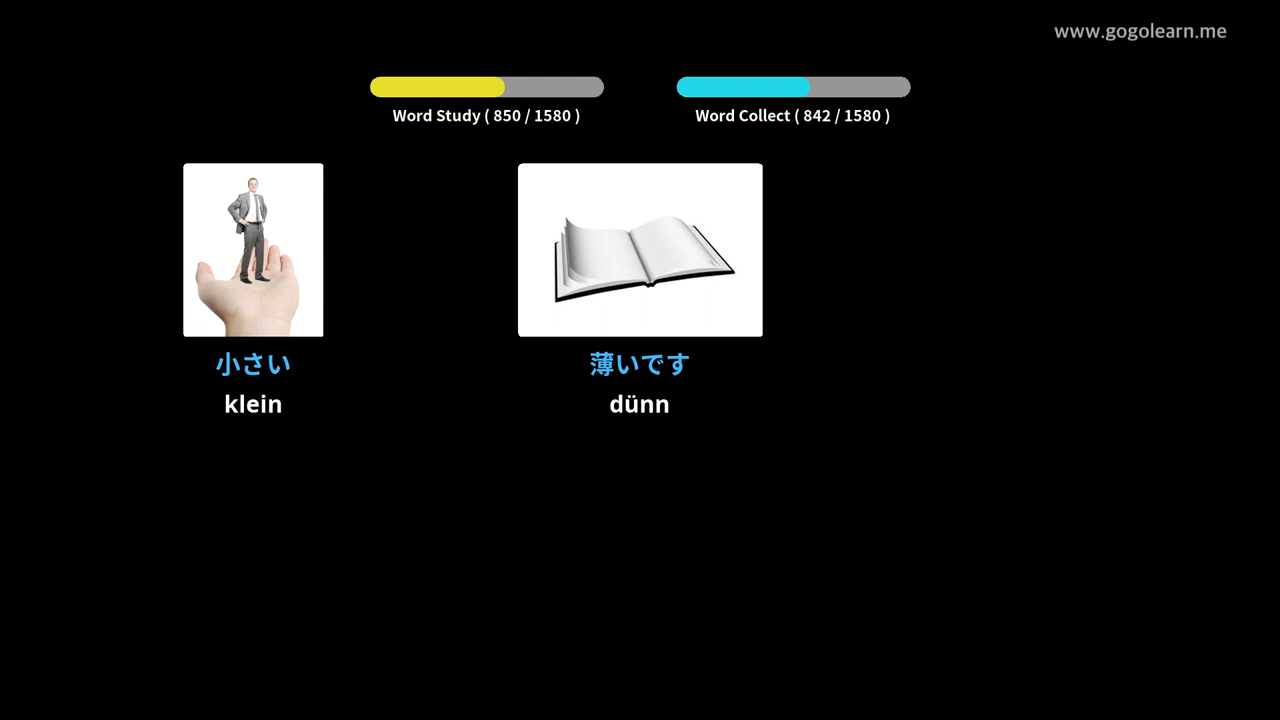 www.gogolearn.me
Word Study ( 850 / 1580 )
Word Collect ( 842 / 1580 )
小さい
klein
薄いです
dünn